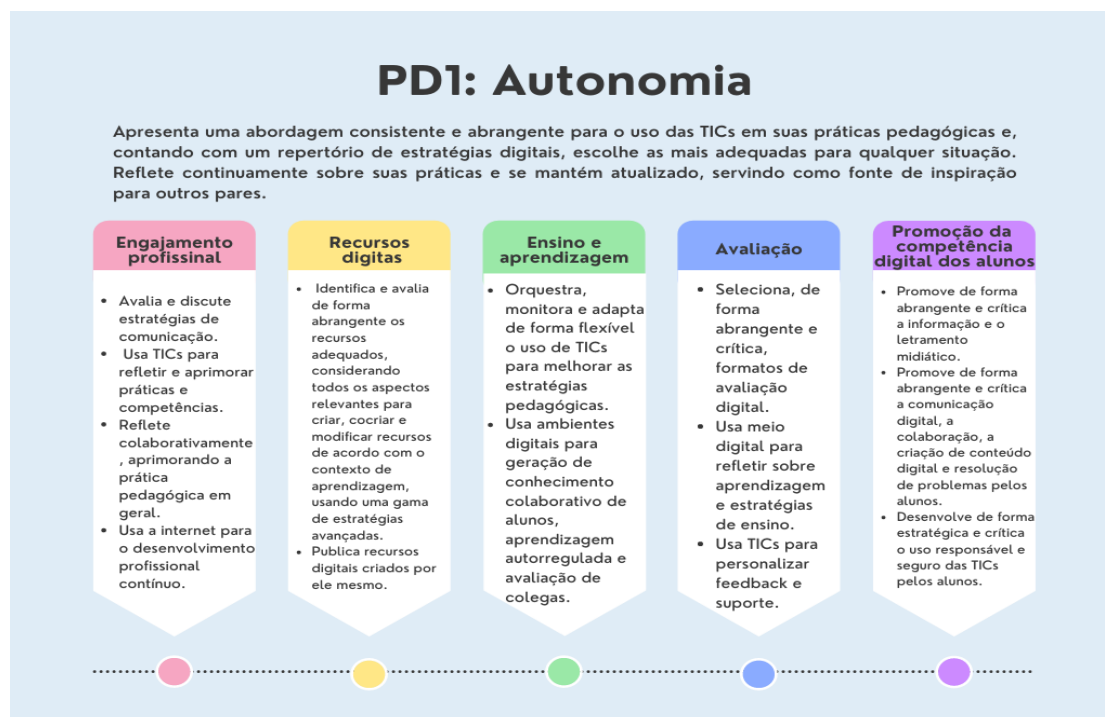 PD1: Autonomia
Apresenta uma abordagem consistente e abrangente para o uso das TICs em suas práticas pedagógicas e,
contando com um repertório de estratégias digitais, escolhe as mais adequadas para qualquer situação.
Reflete continuamente sobre suas práticas e se mantém atualizado, servindo como fonte de inspiração
para outros pares.
Engajamento
profissinal
• Avalia e discute
estratégias de
comunicação.
• Usa TICs para
refletir e aprimorar
práticas e
competências.
• Reflete
colaborativamente
, aprimorando a
prática
pedagógica em
geral.
• Usa a internet para
o desenvolvimento
profissional
contínuo.
Recursos
digitas
• Identifica e avalia
de forma
abrangente os
recursos
adequados,
considerando
todos os aspectos
relevantes para
criar, cocriar e
modificar recursos
de acordo com o
contexto de
aprendizagem,
usando uma gama
de estratégias
avançadas.
• Publica recursos
digitais criados por
ele mesmo.
Ensino e
aprendizagem
• Orquestra,
monitora e adapta
de forma flexível
o uso de TICs
para melhorar as
estratégias
pedagógicas.
• Usa ambientes
digitais para
geração de
conhecimento
colaborativo de
alunos,
aprendizagem
autorregulada e
avaliação de
colegas.
Avaliação
• Seleciona, de
forma
abrangente e
crítica,
formatos de
avaliação
digital.
• Usa meio
digital para
refletir sobre
aprendizagem
e estratégias
de ensino.
• Usa TICs para
personalizar
feedback e
suporte.
Promoção da
competência
digital dos alunos
• Promove de forma
abrangente e crítica
a informação e o
letramento
midiático.
• Promove de forma
abrangente e crítica
a comunicação
digital, a
colaboração, a
criação de conteúdo
digital e resolução
de problemas pelos
alunos.
• Desenvolve de forma
estratégica e crítica
o uso responsável e
seguro das TICs
pelos alunos.